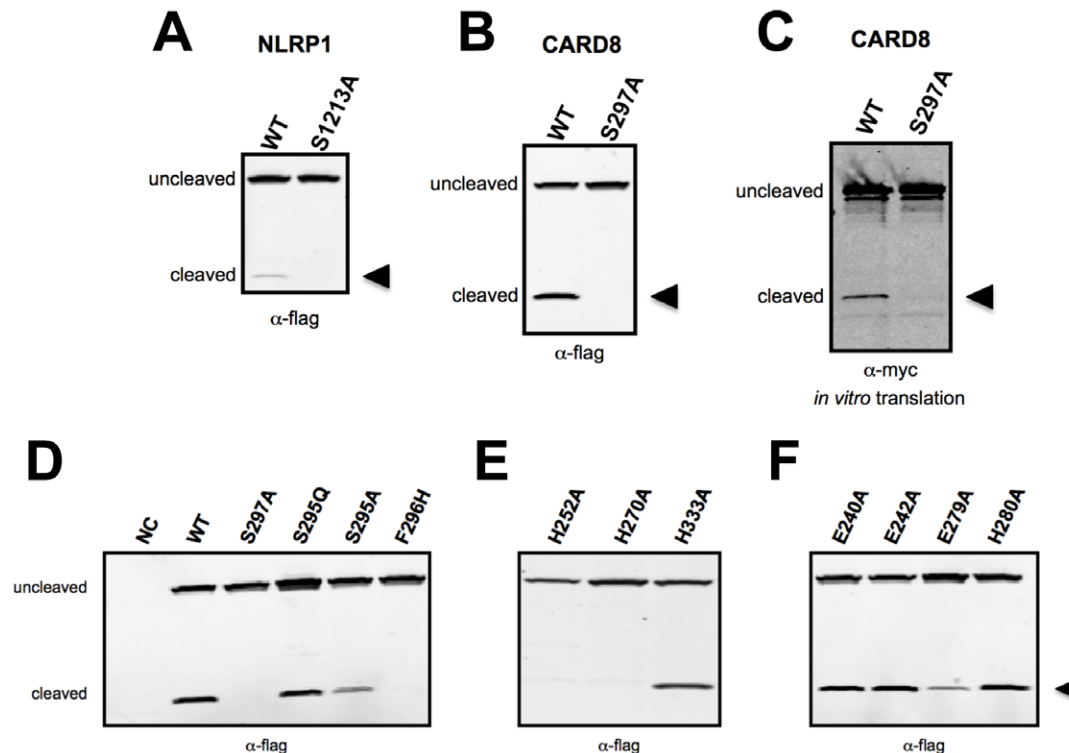 A
NLRP1
WT
S1213A
uncleaved
cleaved
α-flag
B
CARD8
WT
S297A
uncleaved
cleaved
α-flag
C
CARD8
WT
S297A
uncleaved
cleaved
α-myc
in vitro translation
D
NC
WT
S297A
S295Q
S295A
F296H
uncleaved
cleaved
α-flag
E
H252A
H270A
H333A
α-flag
F
E240A
E242A
E279A
H280A
α-flag